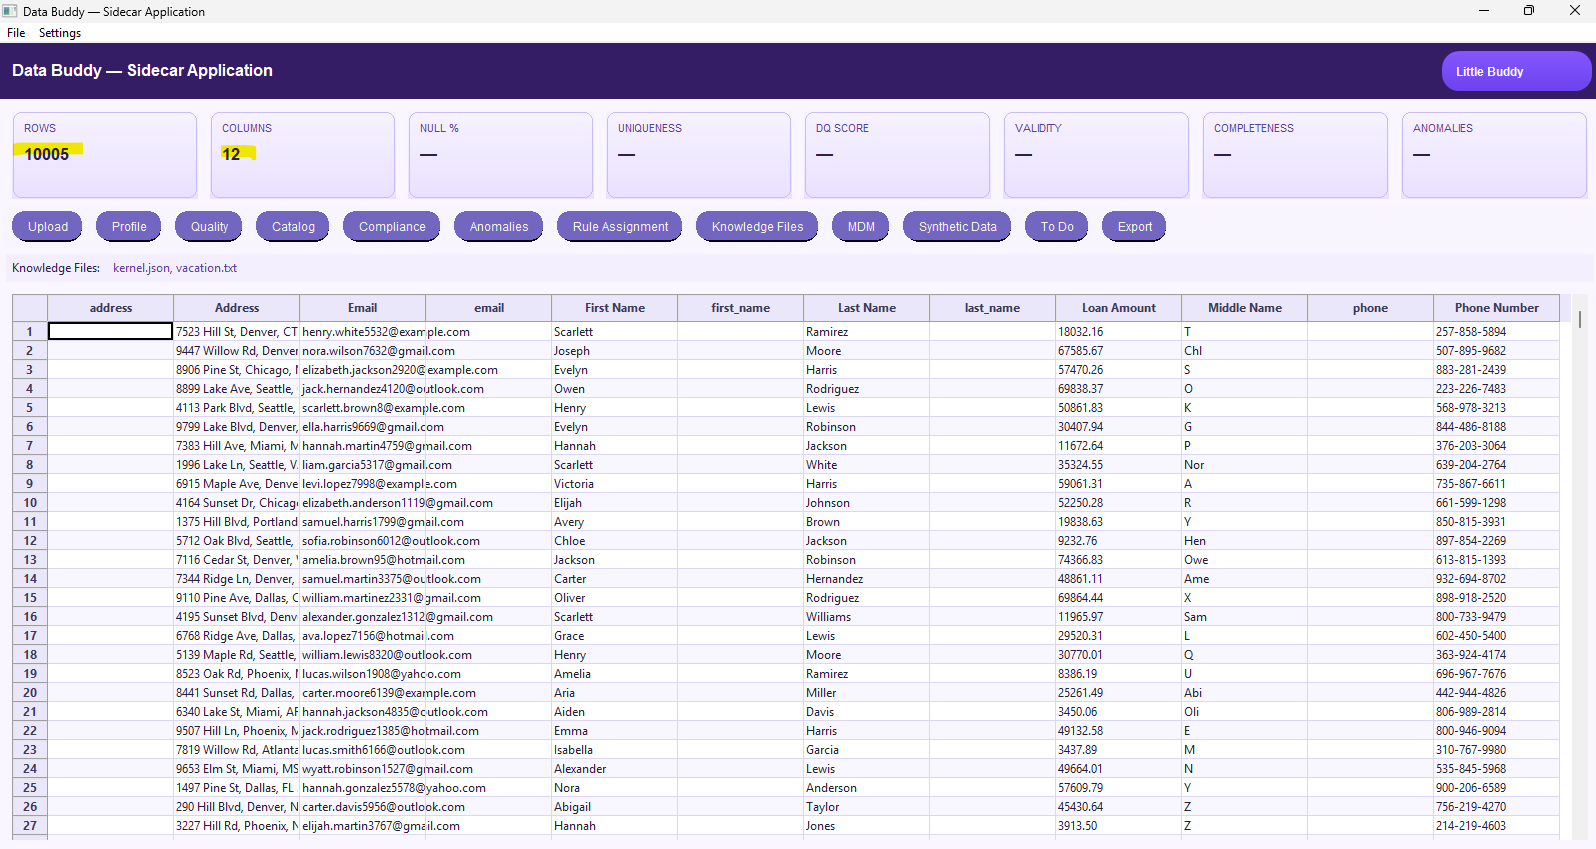 Data Buddy — Sidecar Application
File Settings
Data Buddy — Sidecar Application Little Buddy
ROWS COLUMNS NULL % UNIQUENESS DQ SCORE VALIDITY COMPLETENESS ANOMALIES
10005 12 — — — — — —
Upload Profile Quality Catalog Compliance Anomalies Rule Assignment Knowledge Files MDM Synthetic Data To Do Export
Knowledge Files: kernel.json, vacation.txt
address Address Email email First Name first_name Last Name last_name Loan Amount Middle Name phone Phone Number
1 7523 Hill St, Denver, CT henry.white5532@example.com Scarlett Ramirez 18032.16 T 257-858-5894
2 9447 Willow Rd, Denver nora.wilson7632@gmail.com Joseph Moore 67585.67 Chl 507-895-9682
3 8906 Pine St, Chicago, elizabeth.jackson2920@example.com Evelyn Harris 57470.26 S 883-281-2439
4 8899 Lake Ave, Seattle, jack.hernandez4120@outlook.com Owen Rodriguez 69838.37 O 223-226-7483
5 4113 Park Blvd, Seattle, scarlett.brown8@example.com Henry Lewis 50861.83 K 568-978-3213
6 9799 Lake Blvd, Denver, ella.harris9669@gmail.com Evelyn Robinson 30407.94 G 844-486-8188
7 7383 Hill Ave, Miami, M hannah.martin4759@gmail.com Hannah Jackson 11672.64 P 376-203-3064
8 1996 Lake Ln, Seattle, liam.garcia5317@gmail.com Scarlett White 35324.55 Nor 639-204-2764
9 6915 Maple Ave, Denve levi.lopez7998@example.com Victoria Harris 59061.31 A 735-867-6611
10 4164 Sunset Dr, Chicag elizabeth.anderson1119@gmail.com Elijah Johnson 52250.28 R 661-599-1298
11 1375 Hill Blvd, Portland samuel.harris1799@gmail.com Avery Brown 19838.63 Y 850-815-3931
12 5712 Oak Blvd, Seattle, sofia.robinson6012@outlook.com Chloe Jackson 9232.76 Hen 897-854-2269
13 7116 Cedar St, Denver, amelia.brown95@hotmail.com Jackson Robinson 74366.83 Owe 613-815-1393
14 7344 Ridge Ln, Denver, samuel.martin3375@outlook.com Carter Hernandez 48861.11 Ame 932-694-8702
15 9110 Pine Ave, Dallas, C william.martinez2331@gmail.com Oliver Rodriguez 69864.44 X 898-918-2520
16 4195 Sunset Blvd, Denv alexander.gonzalez1312@gmail.com Scarlett Williams 11965.97 Sam 800-733-9479
17 6768 Ridge Ave, Dallas, ava.lopez7156@hotmail.com Grace Lewis 29520.31 L 602-450-5400
18 5139 Maple Rd, Seattle, william.lewis8320@outlook.com Henry Moore 30770.01 Q 363-924-4174
19 8523 Oak Rd, Phoenix, lucas.wilson1908@yahoo.com Amelia Ramirez 8386.19 U 696-967-7676
20 8441 Sunset Rd, Dallas, carter.moore6139@example.com Aria Miller 25261.49 Abi 442-944-4826
21 6340 Lake St, Miami, AF hannah.jackson4835@outlook.com Aiden Davis 3450.06 Oli 806-989-2814
22 9507 Hill Ln, Phoenix, M jack.rodriguez1385@hotmail.com Emma Harris 49132.58 E 800-946-9094
23 7819 Willow Rd, Atlanta lucas.smith6166@outlook.com Isabella Garcia 3437.89 M 310-767-9980
24 9653 Elm St, Miami, MS wyatt.robinson1527@gmail.com Alexander Lewis 49664.01 N 535-845-5968
25 1497 Pine St, Dallas, FL hannah.gonzalez5578@yahoo.com Nora Anderson 57609.79 Y 900-206-6589
26 290 Hill Blvd, Denver, N carter.davis5956@outlook.com Abigail Taylor 45430.64 Z 756-219-4270
27 3227 Hill Rd, Phoenix, elijah.martin3767@gmail.com Hannah Jones 3913.50 Z 214-219-4603